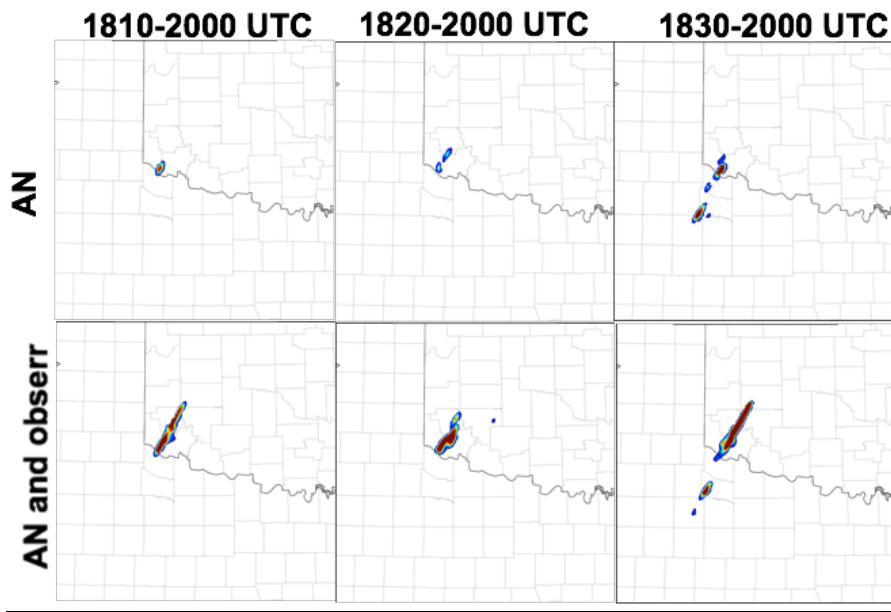 1810-2000 UTC
1820-2000 UTC
1830-2000 UTC
AN
AN and obserr